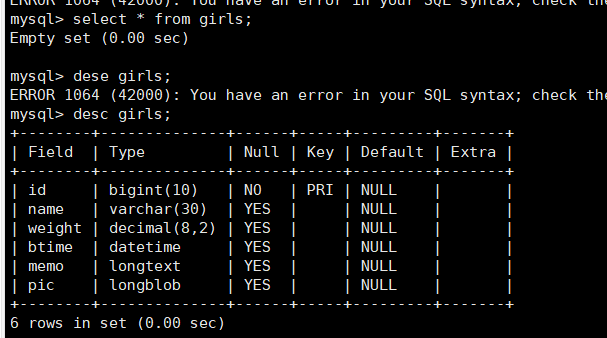 ERROR 1064 (42000): You have an error in your SQL syntax; check the
mysql> select * from girls;
Empty set (0.00 sec)
mysql> dese girls;
ERROR 1064 (42000): You have an error in your SQL syntax; check the
mysql> desc girls;
+--------+--------------+------+-----+---------+-------+
| Field  | Type         | Null | Key | Default | Extra |
+--------+--------------+------+-----+---------+-------+
| id     | bigint(10)   | NO   | PRI | NULL    |       |
| name   | varchar(30)  | YES  |     | NULL    |       |
| weight | decimal(8,2) | YES  |     | NULL    |       |
| btime  | datetime     | YES  |     | NULL    |       |
| memo   | longtext     | YES  |     | NULL    |       |
| pic    | longblob     | YES  |     | NULL    |       |
+--------+--------------+------+-----+---------+-------+
6 rows in set (0.00 sec)